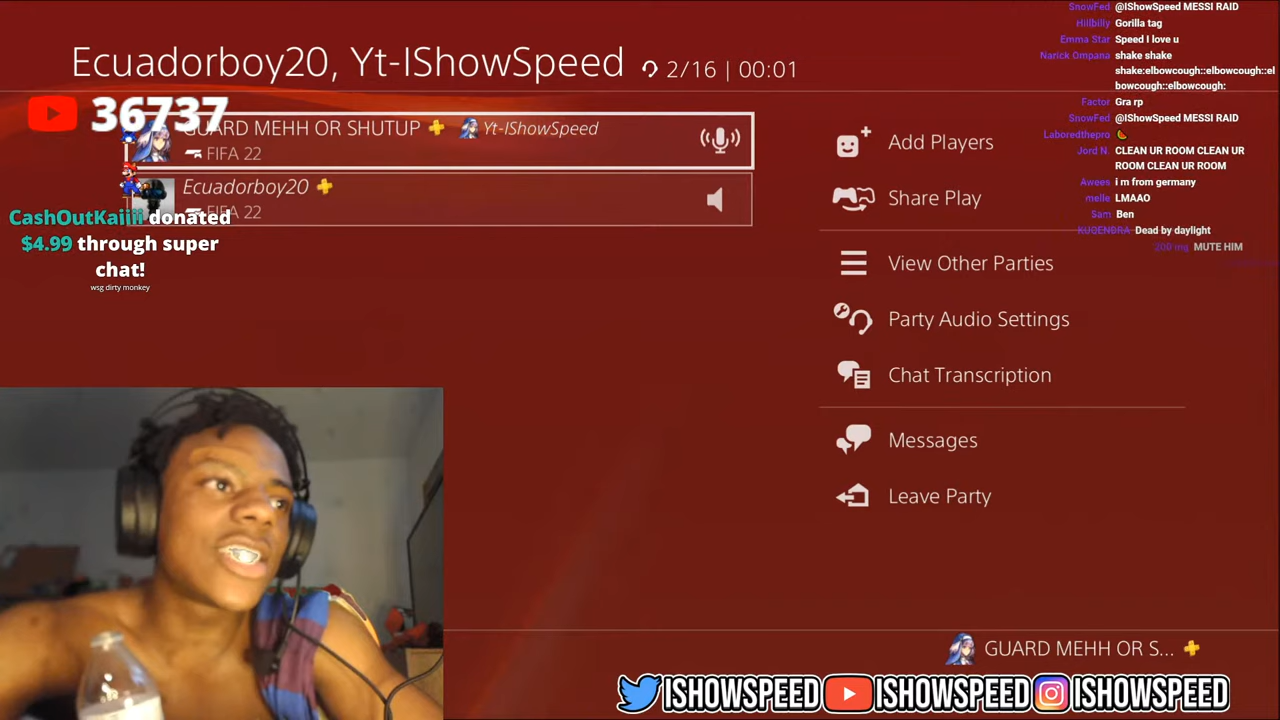 Ecuadorboy20, Yt-IShowSpeed 2/16 | 00:01
36737
GUARD MEHH OR SHUTUP Yt-IShowSpeed
FIFA 22
Ecuadorboy20
FIFA 22
CashOutKaiiii donated
$4.99 through super
chat!
wsg dirty monkey
Add Players
Share Play
View Other Parties
Party Audio Settings
Chat Transcription
Messages
Leave Party
SnowFed @IShowSpeed MESSI RAID
Hillbilly Gorilla tag
Emma Star Speed I love u
Narick Ompana shake shake
shake:elbowcough::elbowcough::el
bowcough::elbowcough:
Factor Gra rp
SnowFed @IShowSpeed MESSI RAID
Laboredthepro 🍉
Jord N. CLEAN UR ROOM CLEAN UR
ROOM CLEAN UR ROOM
Awees i m from germany
melle LMAAO
Sam Ben
KUQENDRA Dead by daylight
200 mg MUTE HIM
GUARD MEHH OR S...
ISHOWSPEED ISHOWSPEED ISHOWSPEED